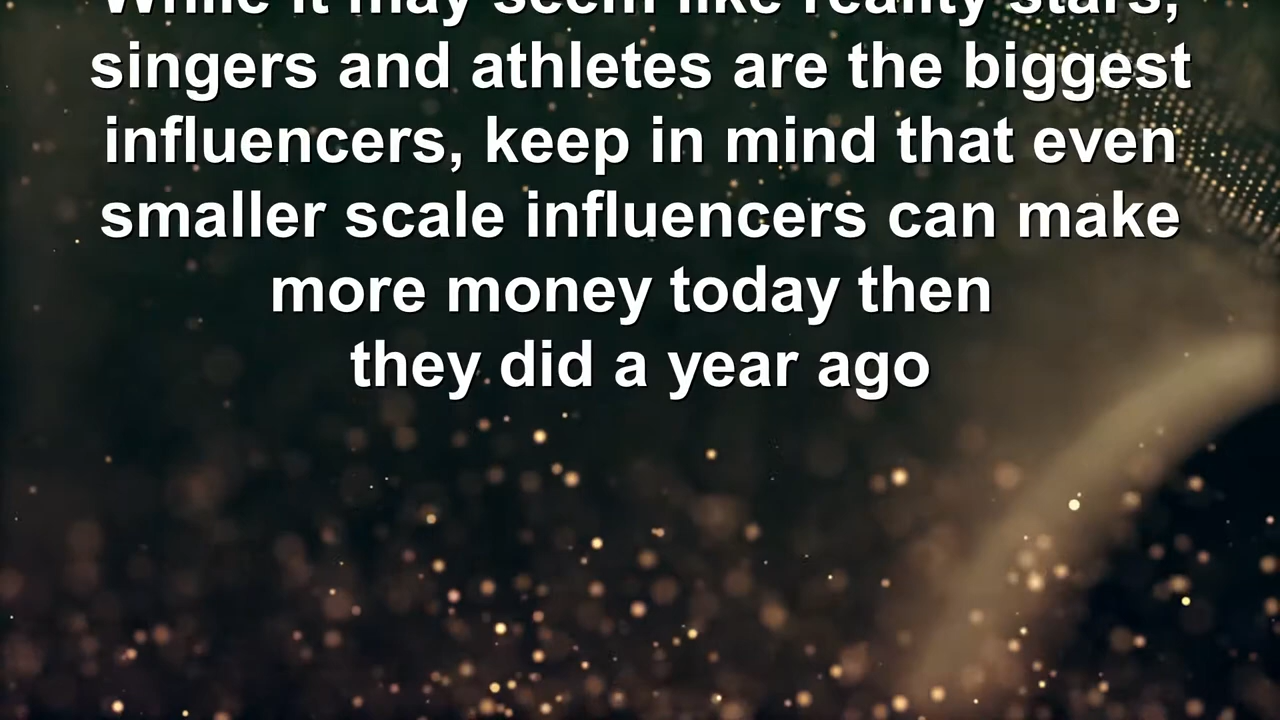 While it may seem like reality stars,
singers and athletes are the biggest
influencers, keep in mind that even
smaller scale influencers can make
more money today then
they did a year ago